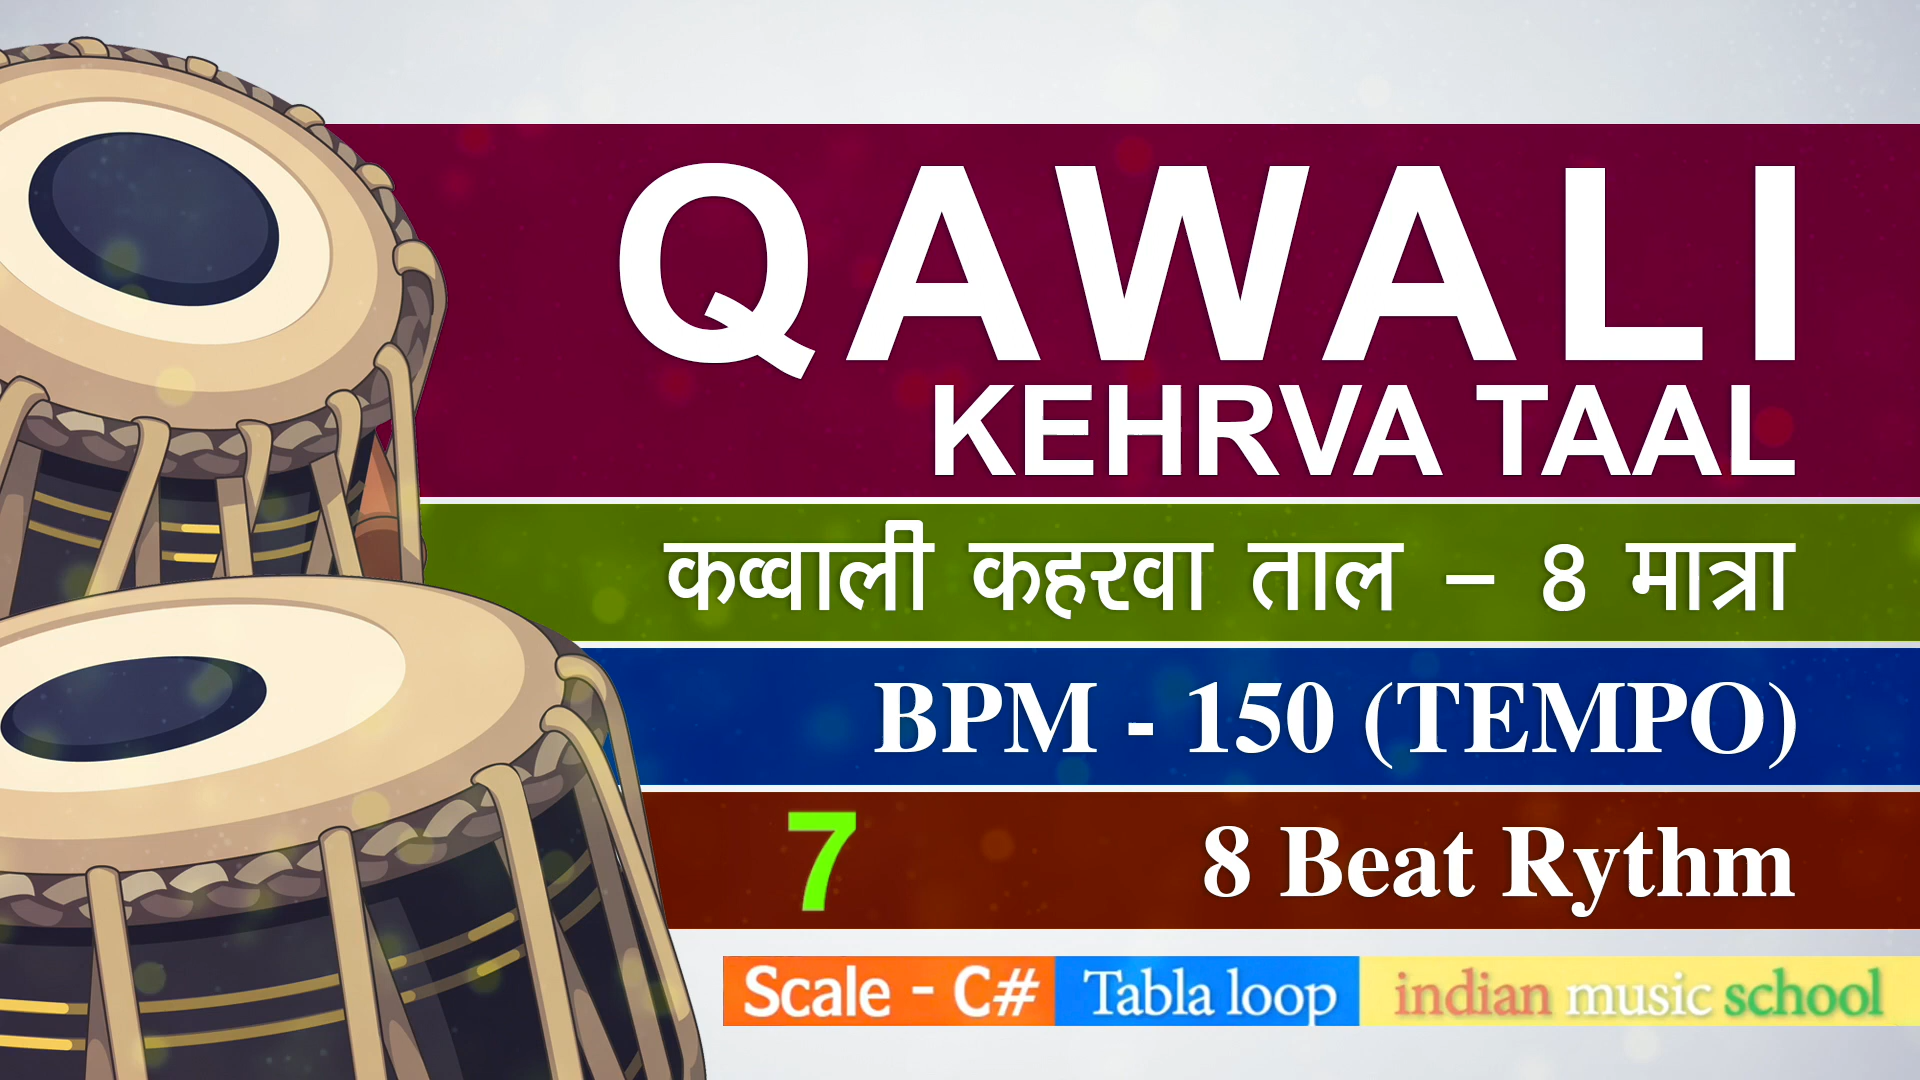 QAWALI
KEHRVA TAAL
कव्वाली कहरवा ताल – 8 मात्रा
BPM - 150 (TEMPO)
7 8 Beat Rythm
Scale - C# Tabla loop indian music school